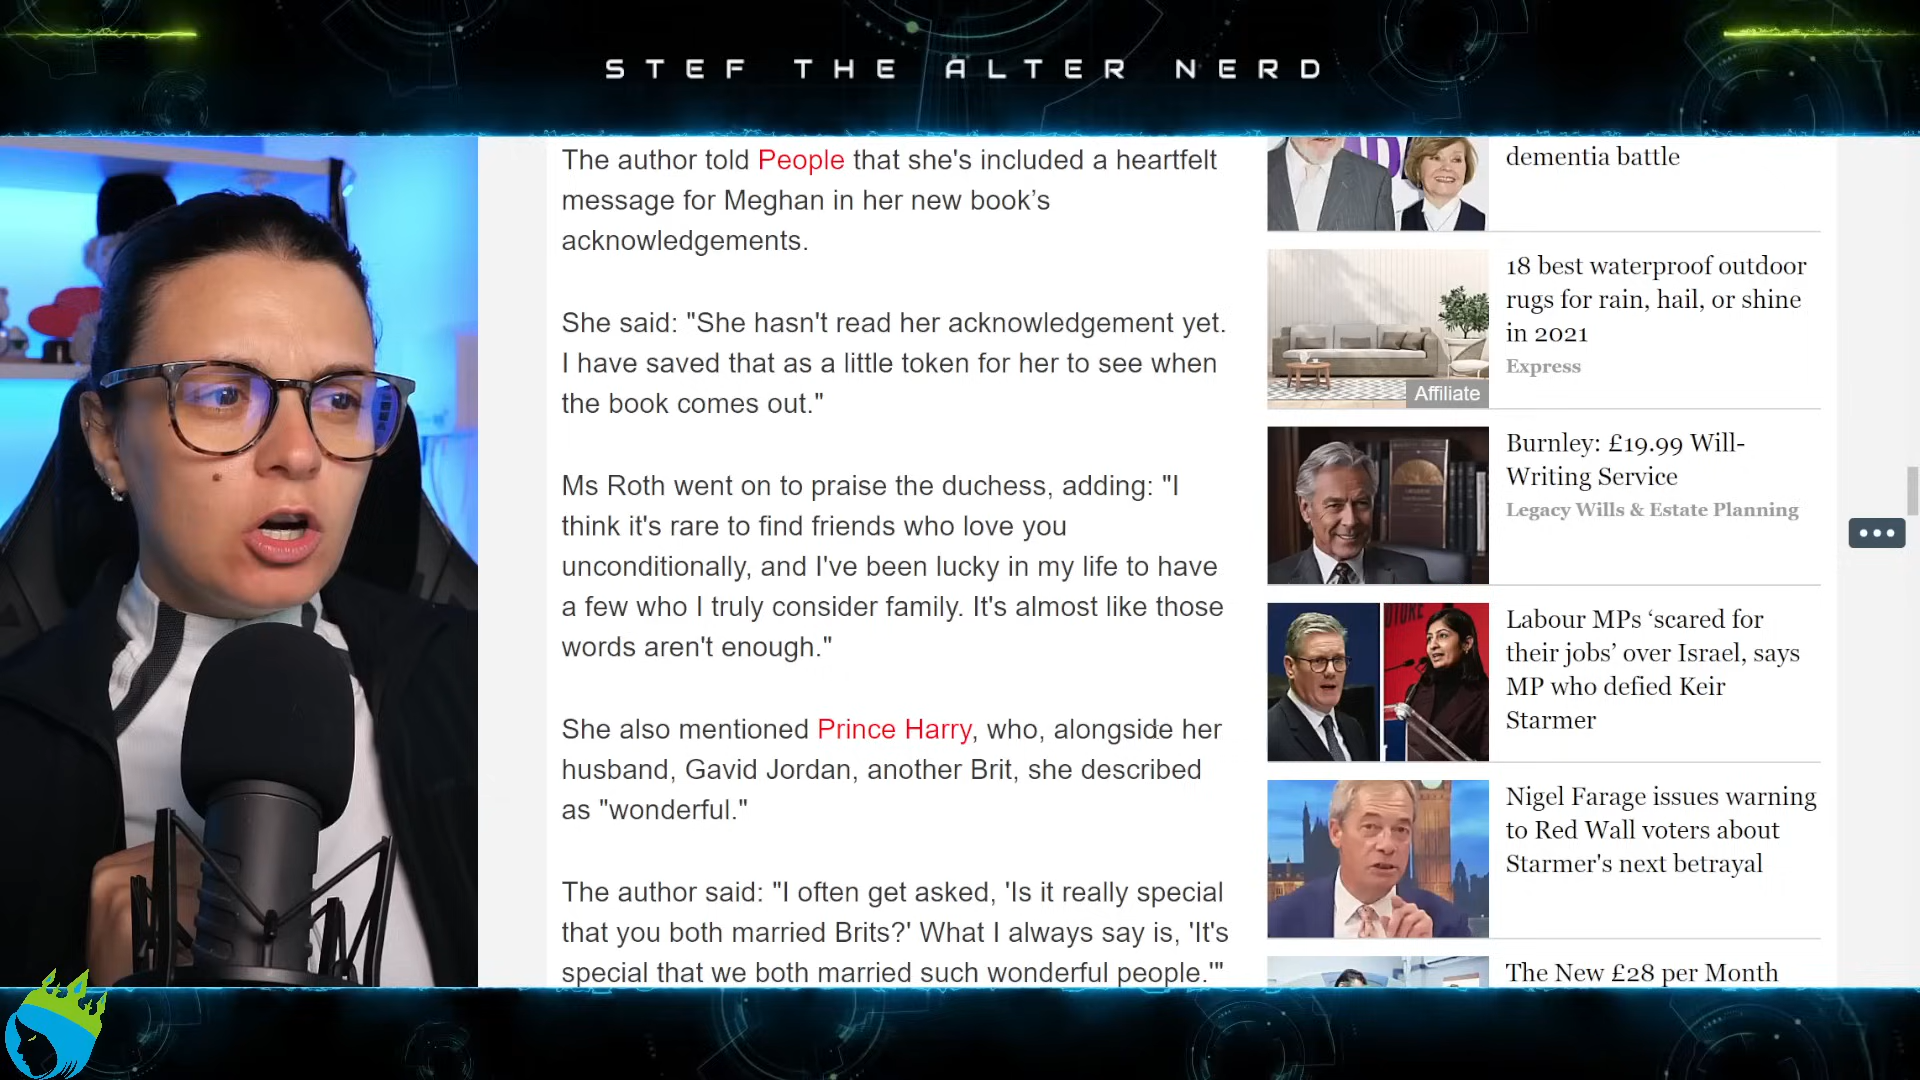 STEF THE ALTER NERD
The author told People that she's included a heartfelt
message for Meghan in her new book’s
acknowledgements.
She said: "She hasn't read her acknowledgement yet.
I have saved that as a little token for her to see when
the book comes out."
Ms Roth went on to praise the duchess, adding: "I
think it's rare to find friends who love you
unconditionally, and I've been lucky in my life to have
a few who I truly consider family. It's almost like those
words aren't enough."
She also mentioned Prince Harry, who, alongside her
husband, Gavid Jordan, another Brit, she described
as "wonderful."
The author said: "I often get asked, 'Is it really special
that you both married Brits?' What I always say is, 'It's
special that we both married such wonderful people.'"
dementia battle
18 best waterproof outdoor
rugs for rain, hail, or shine
in 2021
Express
Affiliate
Burnley: £19.99 Will-
Writing Service
Legacy Wills & Estate Planning
Labour MPs ‘scared for
their jobs’ over Israel, says
MP who defied Keir
Starmer
Nigel Farage issues warning
to Red Wall voters about
Starmer's next betrayal
The New £28 per Month